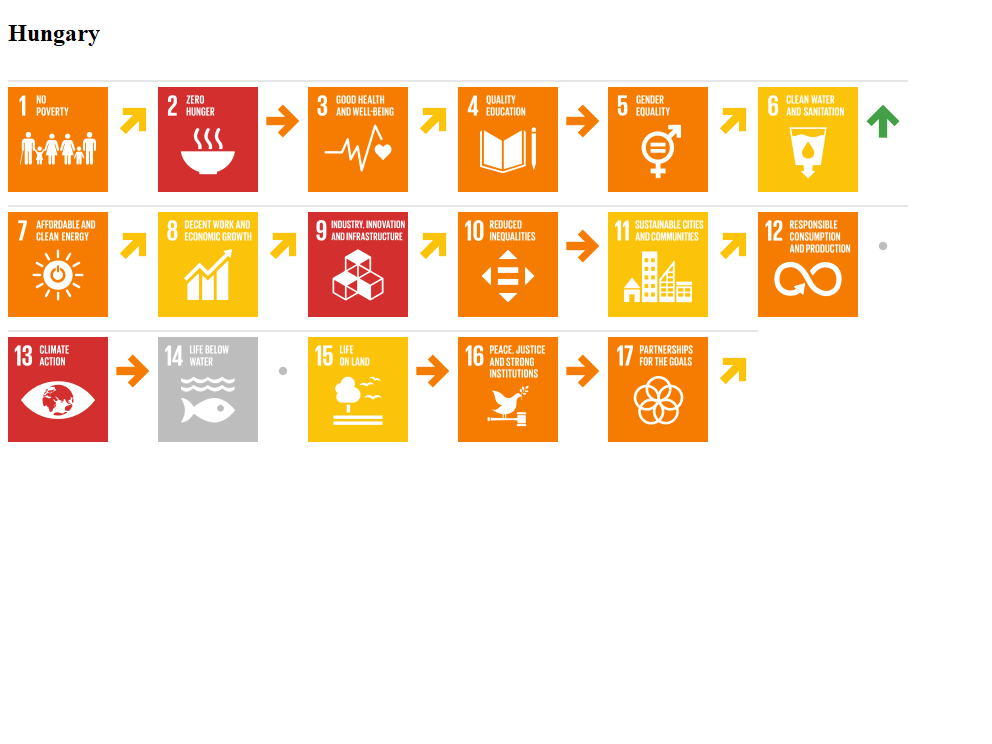 Hungary
1 NO
POVERTY
2 ZERO
HUNGER
3 GOOD HEALTH
AND WELL-BEING
4 QUALITY
EDUCATION
5 GENDER
EQUALITY
6 CLEAN WATER
AND SANITATION
7 AFFORDABLE AND
CLEAN ENERGY
8 DECENT WORK AND
ECONOMIC GROWTH
9 INDUSTRY, INNOVATION
AND INFRASTRUCTURE
10 REDUCED
INEQUALITIES
11 SUSTAINABLE CITIES
AND COMMUNITIES
12 RESPONSIBLE
CONSUMPTION
AND PRODUCTION
13 CLIMATE
ACTION
14 LIFE BELOW
WATER
15 LIFE
ON LAND
16 PEACE, JUSTICE
AND STRONG
INSTITUTIONS
17 PARTNERSHIPS
FOR THE GOALS